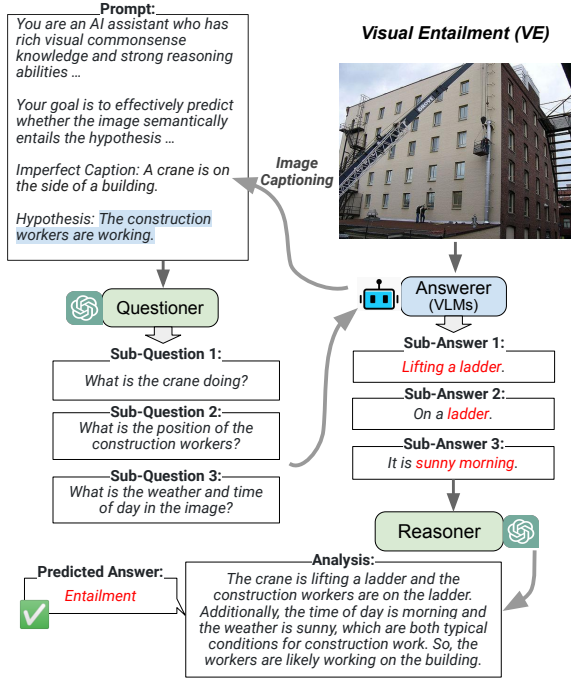 Prompt:
You are an AI assistant who has
rich visual commonsense
knowledge and strong reasoning
abilities ...
Your goal is to effectively predict
whether the image semantically
entails the hypothesis ...
Imperfect Caption: A crane is on
the side of a building.
Hypothesis: The construction
workers are working.
Visual Entailment (VE)
Image
Captioning
Questioner
Answerer
(VLMs)
Sub-Question 1:
What is the crane doing?
Sub-Question 2:
What is the position of the
construction workers?
Sub-Question 3:
What is the weather and time
of day in the image?
Sub-Answer 1:
Lifting a ladder.
Sub-Answer 2:
On a ladder.
Sub-Answer 3:
It is sunny morning.
Reasoner
Predicted Answer:
Entailment
Analysis:
The crane is lifting a ladder and the
construction workers are on the ladder.
Additionally, the time of day is morning and
the weather is sunny, which are both typical
conditions for construction work. So, the
workers are likely working on the building.